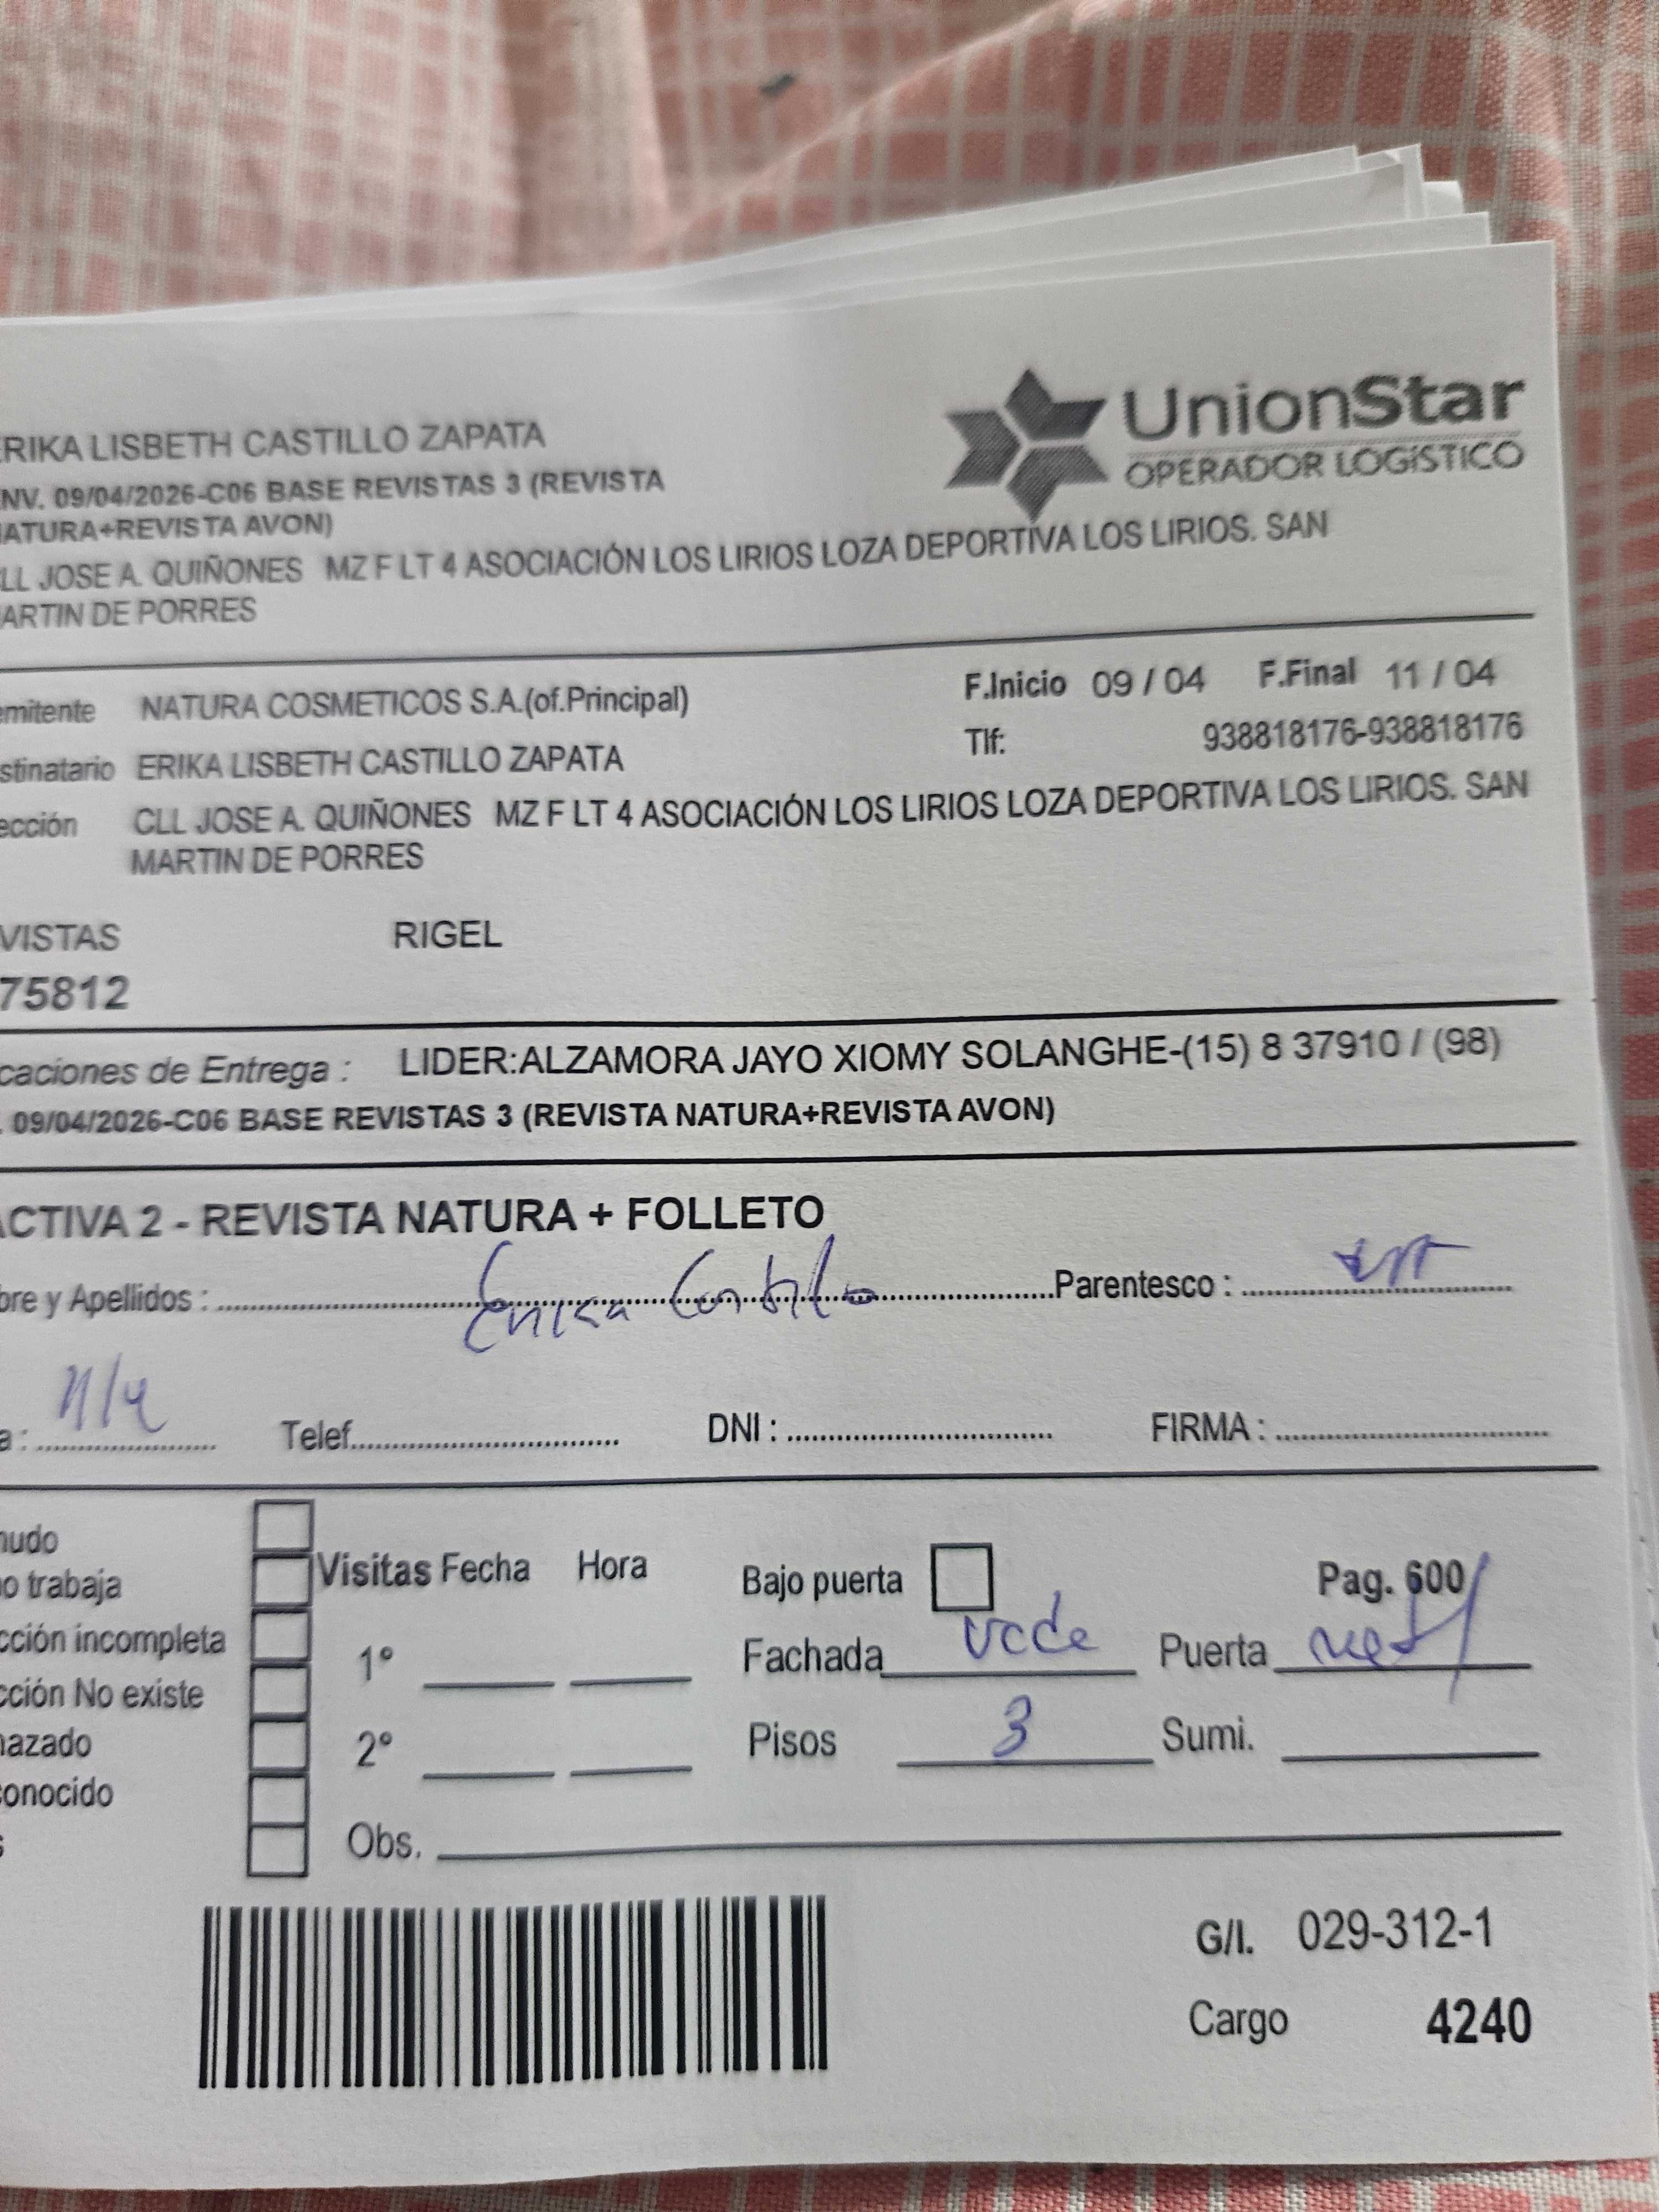 ERIKA LISBETH CASTILLO ZAPATA
UnionStar
OPERADOR LOGÍSTICO
NV. 09/04/2026-C06 BASE REVISTAS 3 (REVISTA
NATURA+REVISTA AVON)
CLL JOSE A. QUIÑONES MZ F LT 4 ASOCIACIÓN LOS LIRIOS LOZA DEPORTIVA LOS LIRIOS. SAN
MARTIN DE PORRES
emitente NATURA COSMETICOS S.A.(of.Principal) F.Inicio 09 / 04 F.Final 11 / 04
stinatario ERIKA LISBETH CASTILLO ZAPATA Tlf: 938818176-938818176
ección CLL JOSE A. QUIÑONES MZ F LT 4 ASOCIACIÓN LOS LIRIOS LOZA DEPORTIVA LOS LIRIOS. SAN
MARTIN DE PORRES
VISTAS RIGEL
75812
caciones de Entrega : LIDER:ALZAMORA JAYO XIOMY SOLANGHE-(15) 8 37910 / (98)
. 09/04/2026-C06 BASE REVISTAS 3 (REVISTA NATURA+REVISTA AVON)
ACTIVA 2 - REVISTA NATURA + FOLLETO
bre y Apellidos : Erika Castillo Parentesco :
a : 11/4 Telef. DNI : FIRMA :
nudo
o trabaja Visitas Fecha Hora Bajo puerta Pag. 600
cción incompleta 1° Fachada Puerta
cción No existe
hazado 2° Pisos 3 Sumi.
conocido
s Obs.
G/I. 029-312-1
Cargo 4240